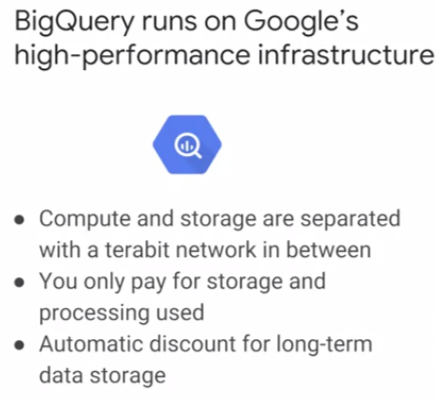 BigQuery runs on Google’s
high-performance infrastructure
● Compute and storage are separated
with a terabit network in between
● You only pay for storage and
processing used
● Automatic discount for long-term
data storage